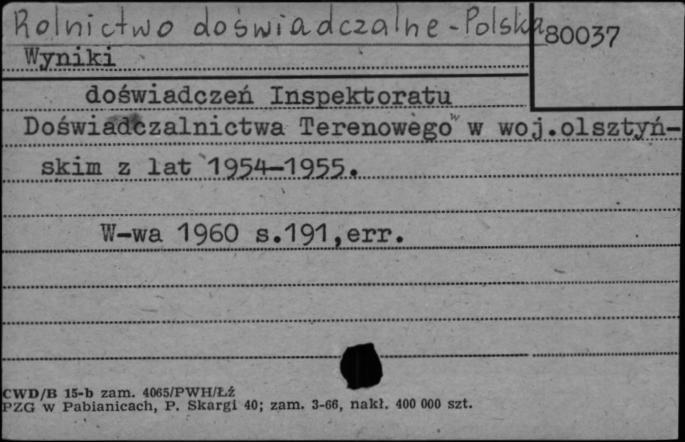 Rolnictwo doświadczalne - Polska
80037
Wyniki
doświadczeń Inspektoratu
Doświadczalnictwa Terenowego w woj.olsztyń-
skim z lat 1954-1955.
W-wa 1960 s.191,err.
CWD/B 15-b zam. 4065/PWH/Łź
PZG w Pabianicach, P. Skargi 40; zam. 3-66, nakł. 400 000 szt.